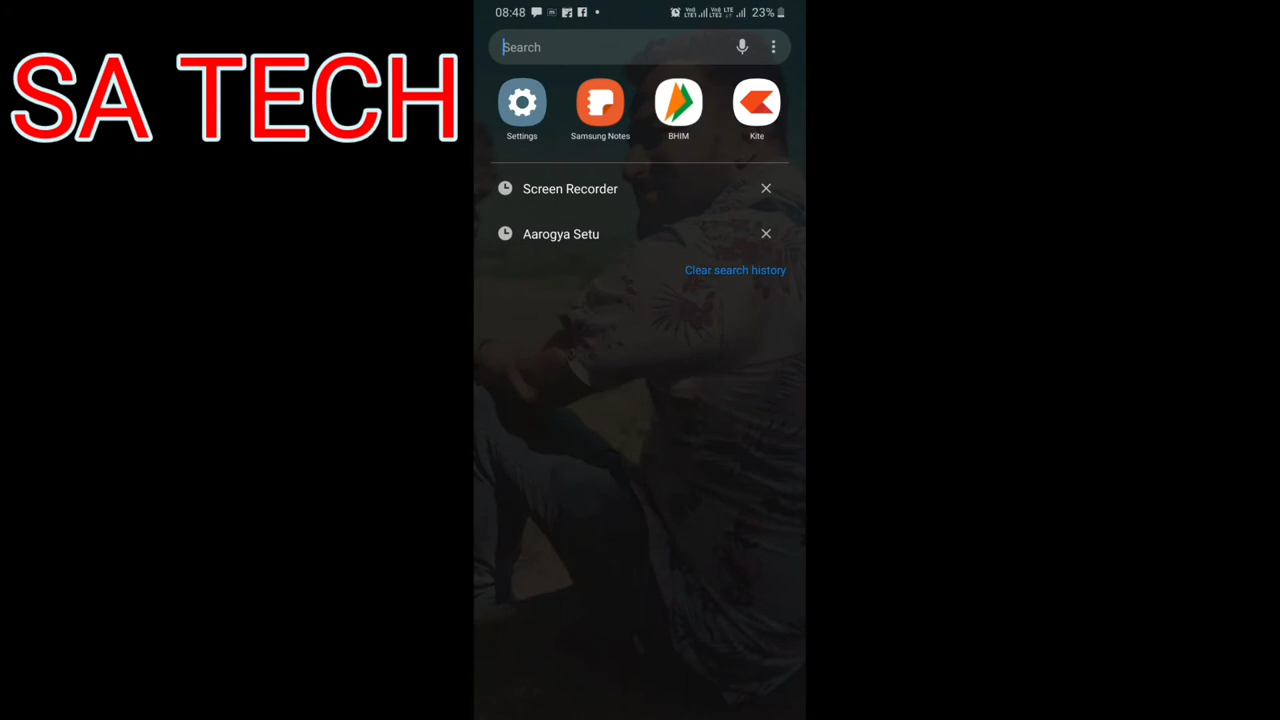 SA TECH
08:48
23%
Search
Settings
Samsung Notes
BHIM
Kite
Screen Recorder
Aarogya Setu
Clear search history